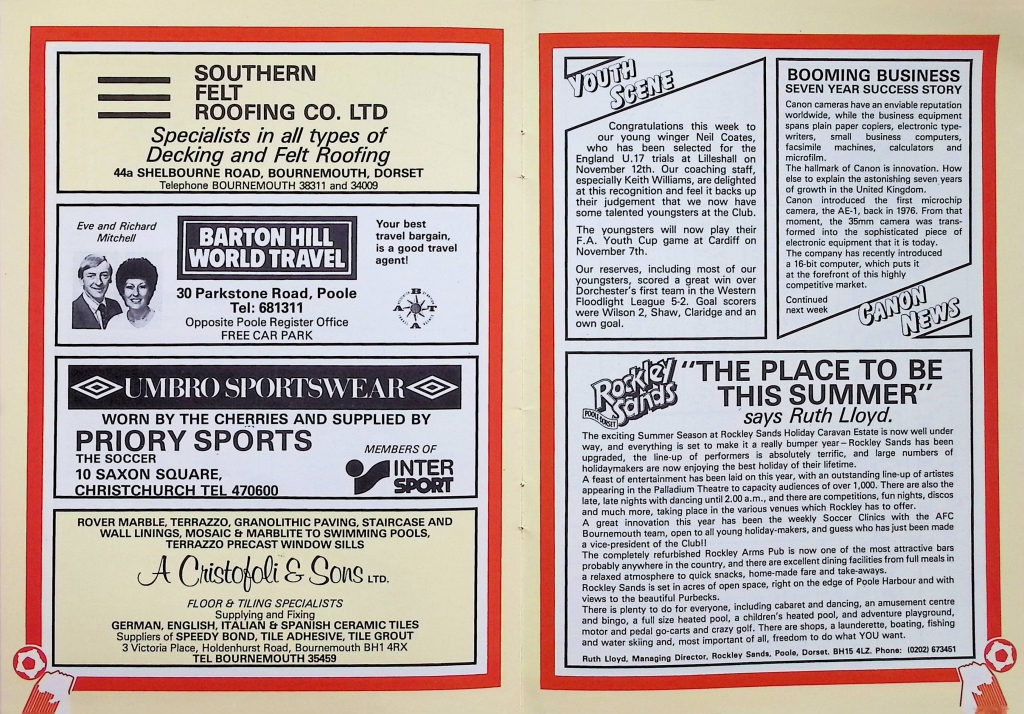 SOUTHERN
FELT
ROOFING CO. LTD
Specialists in all types of
Decking and Felt Roofing
44a SHELBOURNE ROAD, BOURNEMOUTH, DORSET
Telephone BOURNEMOUTH 38311 and 34009
Eve and Richard
Mitchell
BARTON HILL
WORLD TRAVEL
Your best
travel bargain,
is a good travel
agent!
30 Parkstone Road, Poole
Tel: 681311
Opposite Poole Register Office
FREE CAR PARK
A B T A
UMBRO SPORTSWEAR
WORN BY THE CHERRIES AND SUPPLIED BY
PRIORY SPORTS
THE SOCCER
10 SAXON SQUARE,
CHRISTCHURCH TEL 470600
MEMBERS OF
INTER
SPORT
ROVER MARBLE, TERRAZZO, GRANOLITHIC PAVING, STAIRCASE AND
WALL LININGS, MOSAIC & MARBLITE TO SWIMMING POOLS,
TERRAZZO PRECAST WINDOW SILLS
A Cristofoli & Sons LTD.
FLOOR & TILING SPECIALISTS
Supplying and Fixing
GERMAN, ENGLISH, ITALIAN & SPANISH CERAMIC TILES
Suppliers of SPEEDY BOND, TILE ADHESIVE, TILE GROUT
3 Victoria Place, Holdenhurst Road, Bournemouth BH1 4RX
TEL BOURNEMOUTH 35459
YOUTH
SCENE
Congratulations this week to
our young winger Neil Coates,
who has been selected for the
England U.17 trials at Lilleshall on
November 12th. Our coaching staff,
especially Keith Williams, are delighted
at this recognition and feel it backs up
their judgement that we now have
some talented youngsters at the Club.
The youngsters will now play their
F.A. Youth Cup game at Cardiff on
November 7th.
Our reserves, including most of our
youngsters, scored a great win over
Dorchester's first team in the Western
Floodlight League 5-2. Goal scorers
were Wilson 2, Shaw, Claridge and an
own goal.
BOOMING BUSINESS
SEVEN YEAR SUCCESS STORY
Canon cameras have an enviable reputation
worldwide, while the business equipment
spans plain paper copiers, electronic type-
writers, small business computers,
facsimile machines, calculators and
microfilm.
The hallmark of Canon is innovation. How
else to explain the astonishing seven years
of growth in the United Kingdom.
Canon introduced the first microchip
camera, the AE-1, back in 1976. From that
moment, the 35mm camera was trans-
formed into the sophisticated piece of
electronic equipment that it is today.
The company has recently introduced
a 16-bit computer, which puts it
at the forefront of this highly
competitive market.
Continued
next week
CANON
NEWS
Rockley
Sands
POOLE DORSET
"THE PLACE TO BE
THIS SUMMER"
says Ruth Lloyd.
The exciting Summer Season at Rockley Sands Holiday Caravan Estate is now well under
way, and everything is set to make it a really bumper year – Rockley Sands has been
upgraded, the line-up of performers is absolutely terrific, and large numbers of
holidaymakers are now enjoying the best holiday of their lifetime.
A feast of entertainment has been laid on this year, with an outstanding line-up of artistes
appearing in the Palladium Theatre to capacity audiences of over 1,000. There are also the
late, late nights with dancing until 2.00 a.m., and there are competitions, fun nights, discos
and much more, taking place in the various venues which Rockley has to offer.
A great innovation this year has been the weekly Soccer Clinics with the AFC
Bournemouth team, open to all young holiday-makers, and guess who has just been made
a vice-president of the Club!!
The completely refurbished Rockley Arms Pub is now one of the most attractive bars
probably anywhere in the country, and there are excellent dining facilities from full meals in
a relaxed atmosphere to quick snacks, home-made fare and take-aways.
Rockley Sands is set in acres of open space, right on the edge of Poole Harbour and with
views to the beautiful Purbecks.
There is plenty to do for everyone, including cabaret and dancing, an amusement centre
and bingo, a full size heated pool, a children's heated pool, and adventure playground,
motor and pedal go-carts and crazy golf. There are shops, a launderette, boating, fishing
and water skiing and, most important of all, freedom to do what YOU want.
Ruth Lloyd, Managing Director, Rockley Sands, Poole, Dorset. BH15 4LZ. Phone: (0202) 673451